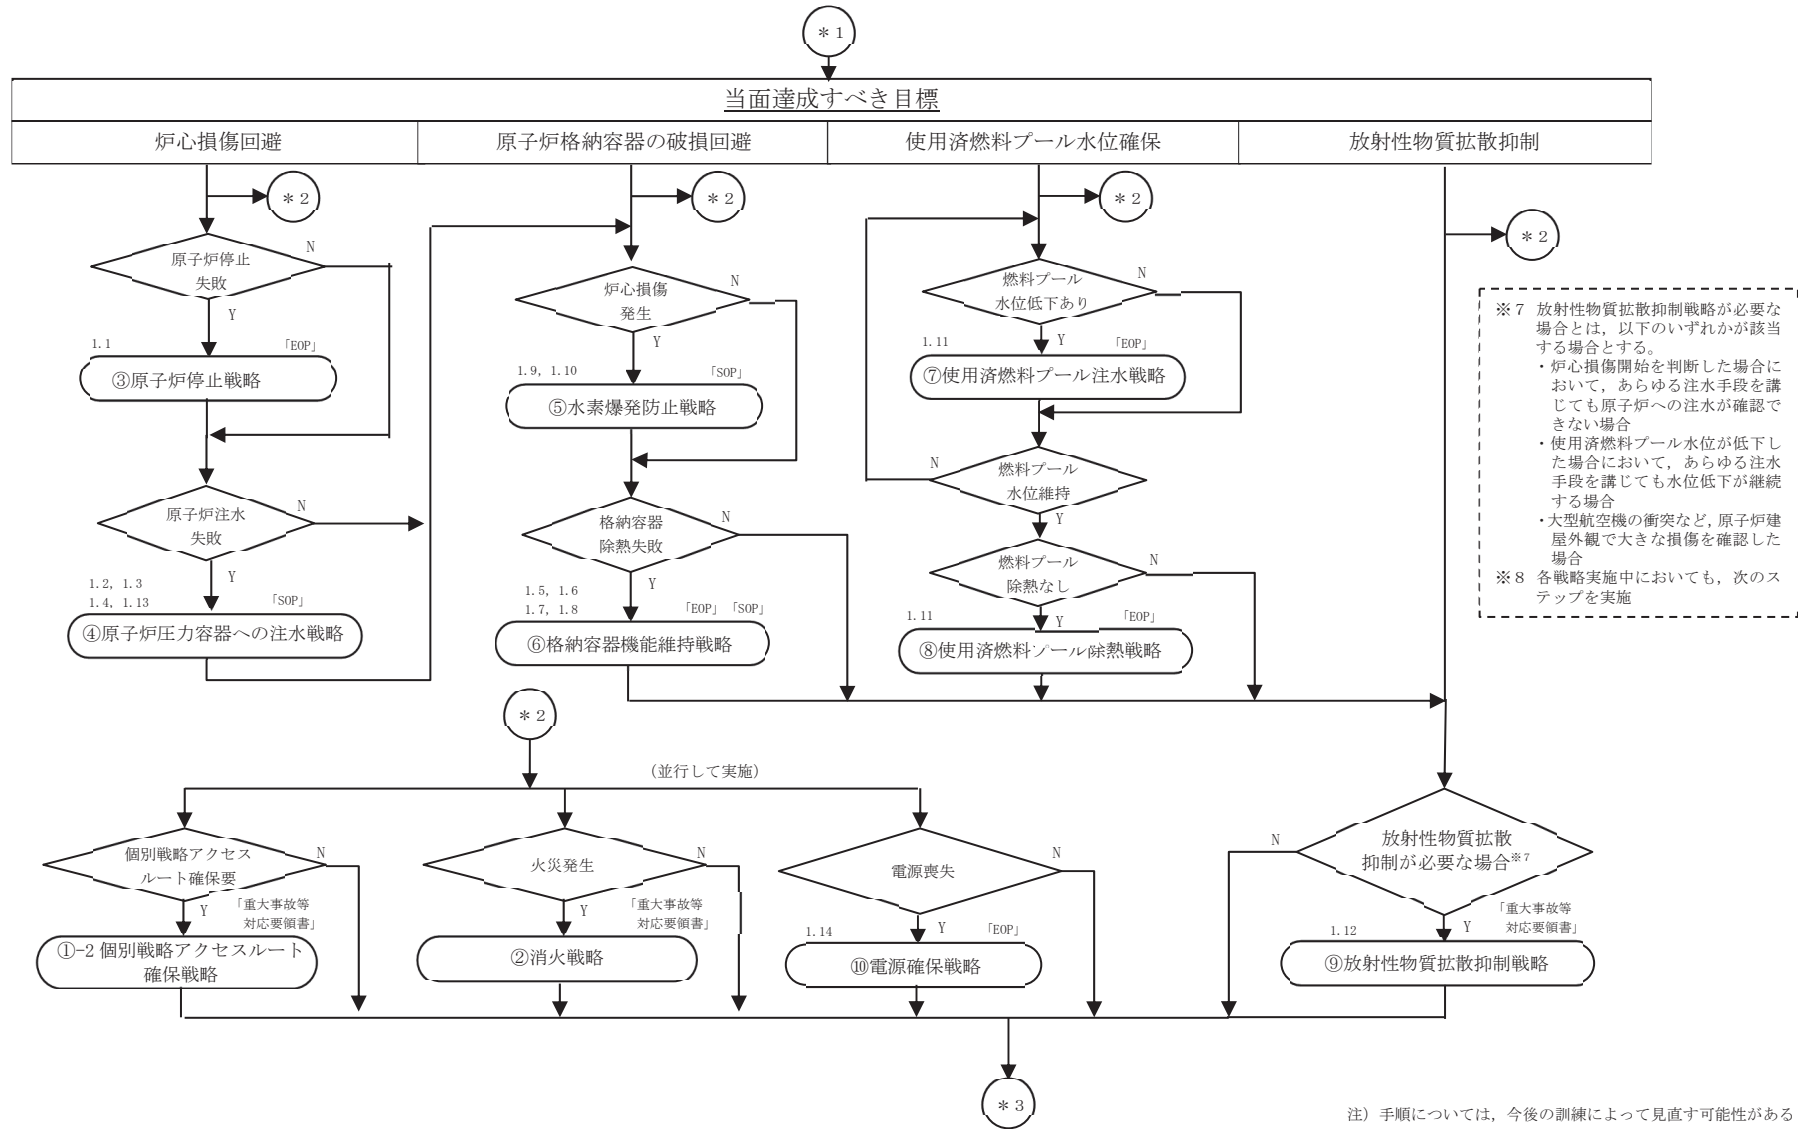 ＊1
当面達成すべき目標
炉心損傷回避
原子炉格納容器の破損回避
使用済燃料プール水位確保
放射性物質拡散抑制
＊2
＊2
＊2
＊2
原子炉停止
失敗
N
Y
1.1
「EOP」
③原子炉停止戦略
原子炉注水
失敗
N
Y
1.2, 1.3
1.4, 1.13
「SOP」
④原子炉圧力容器への注水戦略
炉心損傷
発生
N
Y
1.9, 1.10
「SOP」
⑤水素爆発防止戦略
格納容器
除熱失敗
N
Y
1.5, 1.6
1.7, 1.8
「EOP」「SOP」
⑥格納容器機能維持戦略
燃料プール
水位低下あり
N
Y
1.11
「EOP」
⑦使用済燃料プール注水戦略
N
燃料プール
水位維持
Y
燃料プール
除熱なし
N
Y
1.11
「EOP」
⑧使用済燃料プール除熱戦略
※7 放射性物質拡散抑制戦略が必要な
場合とは，以下のいずれかが該当
する場合とする。
・炉心損傷開始を判断した場合に
おいて，あらゆる注水手段を講
じても原子炉への注水が確認で
きない場合
・使用済燃料プール水位が低下し
た場合において，あらゆる注水
手段を講じても水位低下が継続
する場合
・大型航空機の衝突など，原子炉建
屋外観で大きな損傷を確認した
場合
※8 各戦略実施中においても，次のス
テップを実施
＊2
（並行して実施）
個別戦略アクセス
ルート確保要
N
Y
「重大事故等
対応要領書」
①-2 個別戦略アクセスルート
確保戦略
火災発生
N
Y
「重大事故等
対応要領書」
②消火戦略
電源喪失
N
Y
1.14
「EOP」
⑩電源確保戦略
放射性物質拡散
抑制が必要な場合※7
N
Y
「重大事故等
対応要領書」
1.12
⑨放射性物質拡散抑制戦略
＊3
注）手順については，今後の訓練によって見直す可能性がある